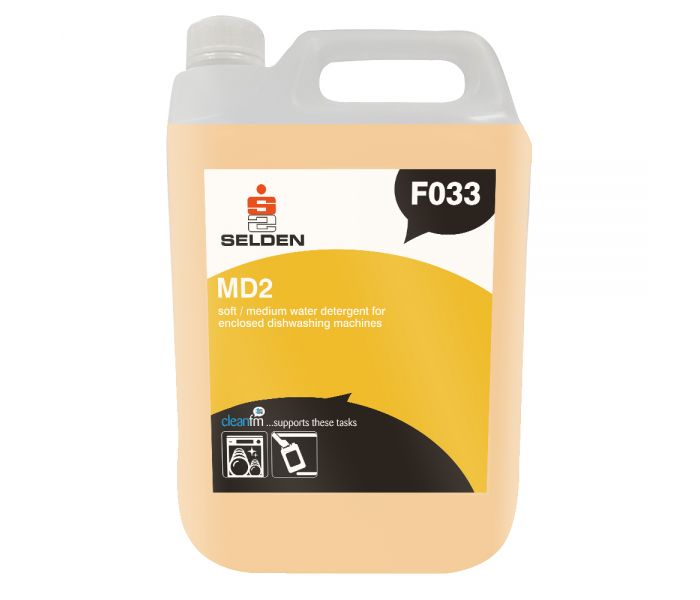 F033
SELDEN
MD2
soft / medium water detergent for
enclosed dishwashing machines
cleanfm ...supports these tasks